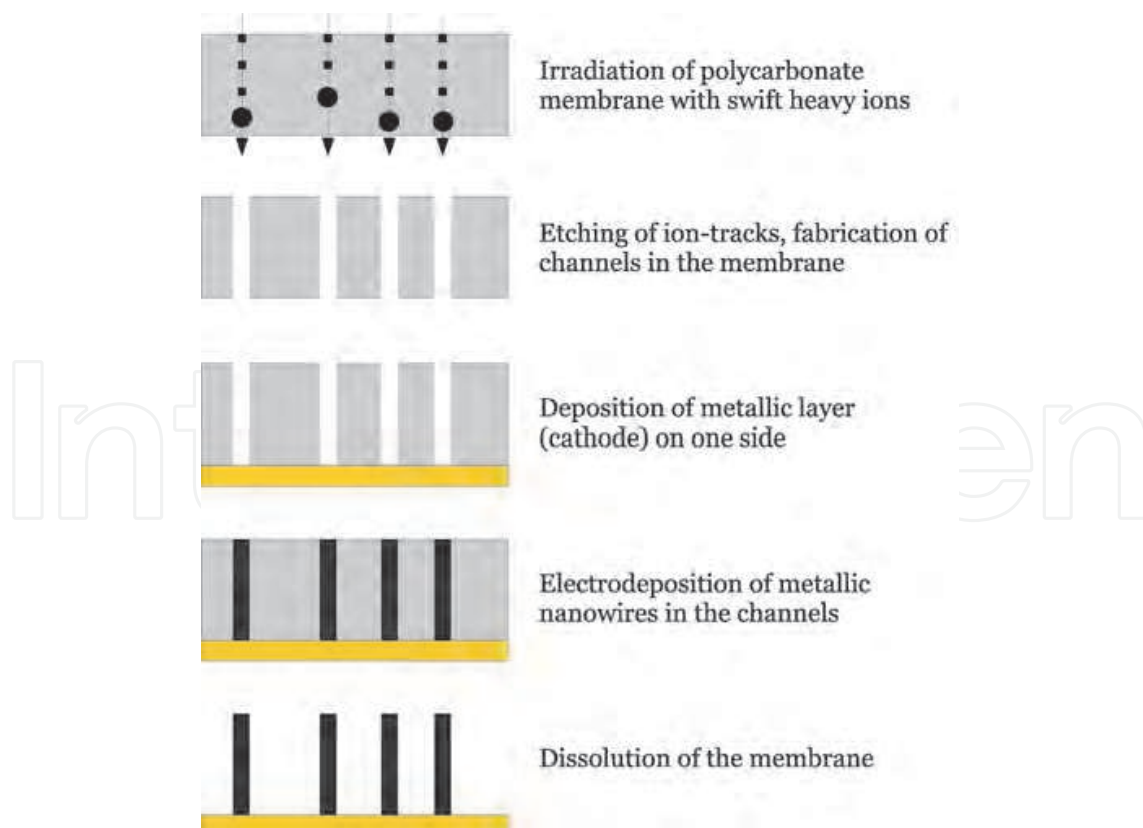 Irradiation of polycarbonate
membrane with swift heavy ions
Etching of ion-tracks, fabrication of
channels in the membrane
Deposition of metallic layer
(cathode) on one side
Electrodeposition of metallic
nanowires in the channels
Dissolution of the membrane